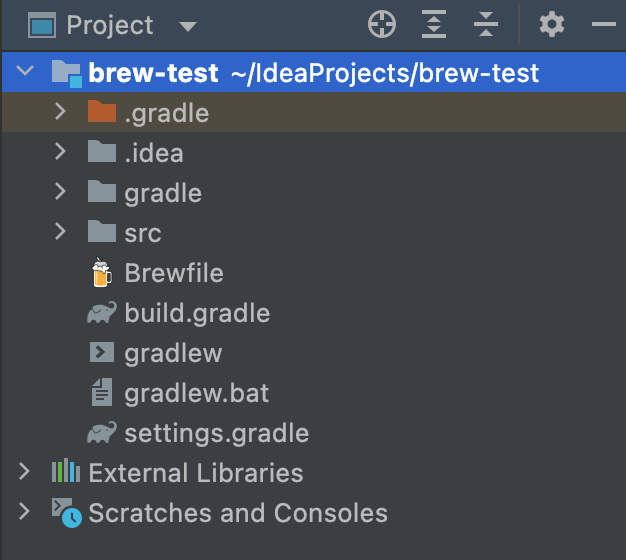 Project
brew-test ~/IdeaProjects/brew-test
.gradle
.idea
gradle
src
Brewfile
build.gradle
gradlew
gradlew.bat
settings.gradle
External Libraries
Scratches and Consoles